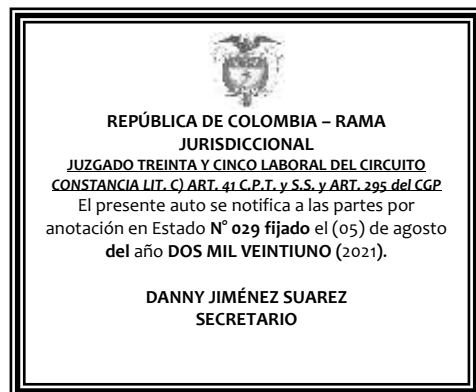 REPÚBLICA DE COLOMBIA – RAMA
JURISDICCIONAL
JUZGADO TREINTA Y CINCO LABORAL DEL CIRCUITO
CONSTANCIA LIT. C) ART. 41 C.P.T. y S.S. y ART. 295 del CGP
El presente auto se notifica a las partes por
anotación en Estado N° 029 fijado el (05) de agosto
del año DOS MIL VEINTIUNO (2021).
DANNY JIMÉNEZ SUAREZ
SECRETARIO